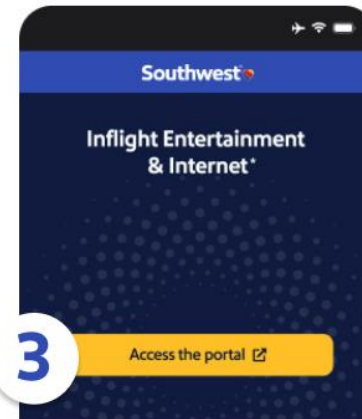 Southwest
Inflight Entertainment
& Internet*
3
Access the portal